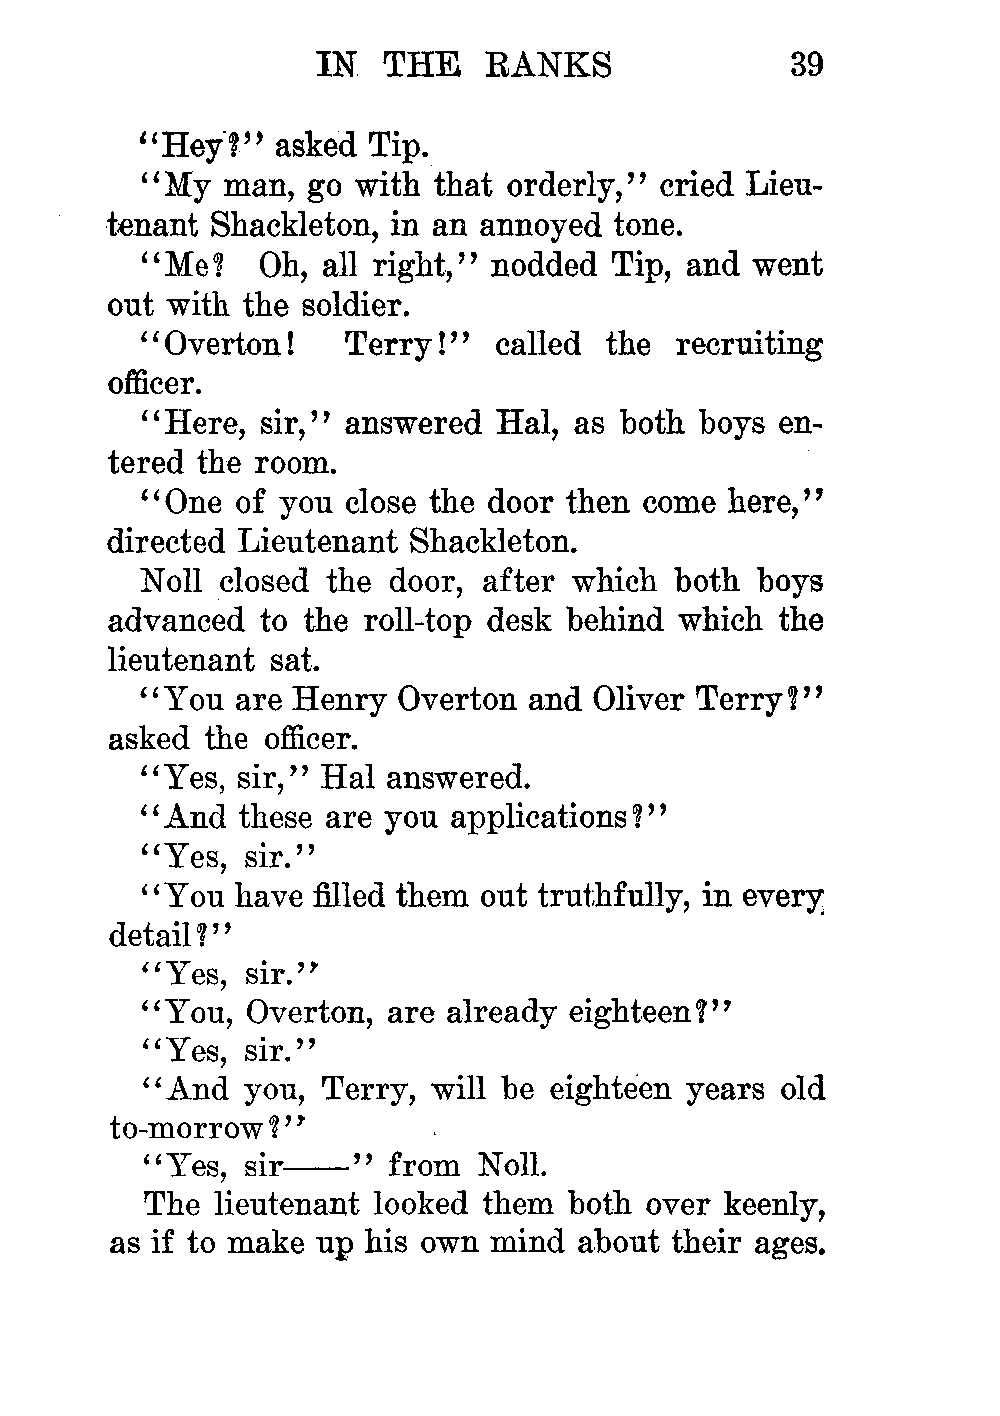 IN THE RANKS 39
“Hey?” asked Tip.
“My man, go with that orderly,” cried Lieu-
tenant Shackleton, in an annoyed tone.
“Me? Oh, all right,” nodded Tip, and went
out with the soldier.
“Overton! Terry!” called the recruiting
officer.
“Here, sir,” answered Hal, as both boys en-
tered the room.
“One of you close the door then come here,”
directed Lieutenant Shackleton.
Noll closed the door, after which both boys
advanced to the roll-top desk behind which the
lieutenant sat.
“You are Henry Overton and Oliver Terry?”
asked the officer.
“Yes, sir,” Hal answered.
“And these are you applications?”
“Yes, sir.”
“You have filled them out truthfully, in every
detail?”
“Yes, sir.”
“You, Overton, are already eighteen?”
“Yes, sir.”
“And you, Terry, will be eighteen years old
to-morrow?”
“Yes, sir——” from Noll.
The lieutenant looked them both over keenly,
as if to make up his own mind about their ages.